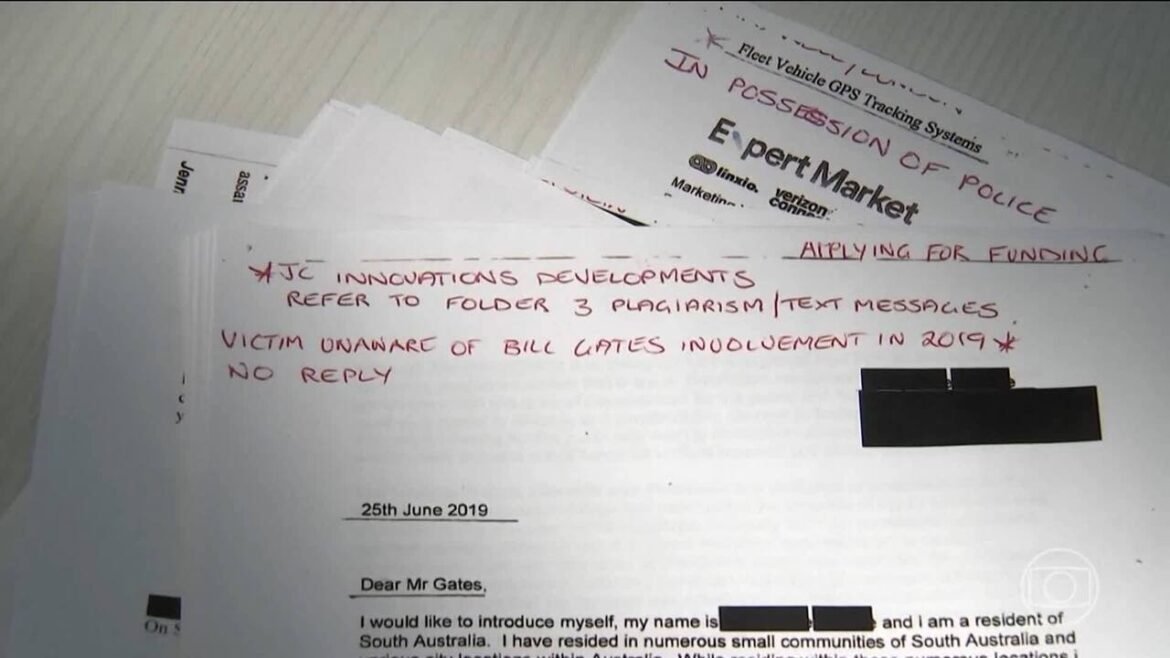 * Fleet Vehicle GPS Tracking Systems
IN POSSESSION OF POLICE
Expert Market
linxio. verizon
Marketing
APPLYING FOR FUNDING
*JC INNOVATIONS DEVELOPMENTS
REFER TO FOLDER 3 PLAGIARISM/TEXT MESSAGES.
VICTIM UNAWARE OF BILL GATES INVOLVEMENT IN 2019*
NO REPLY
25th June 2019
Dear Mr Gates,
I would like to introduce myself, my name is and i am a resident of
South Australia. I have resided in numerous small communities of South Australia and